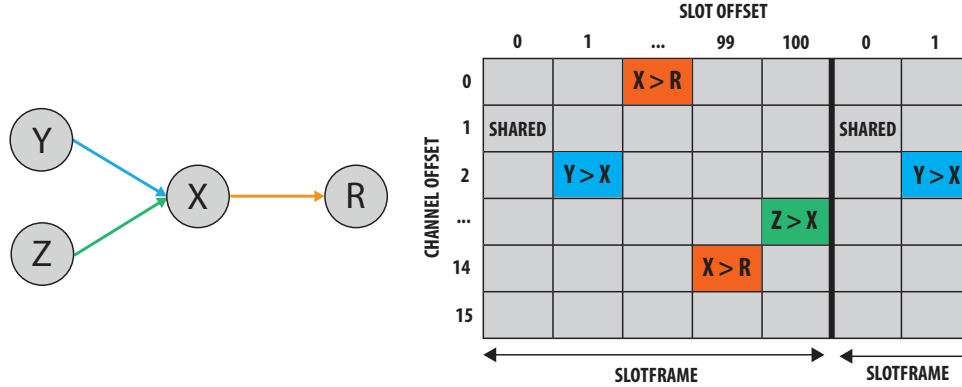 Y
Z
X
R
SLOT OFFSET
0 1 ... 99 100 0 1
CHANNEL OFFSET
0 X > R
1 SHARED SHARED
2 Y > X Y > X
... Z > X
14 X > R
15
SLOTFRAME SLOTFRAME